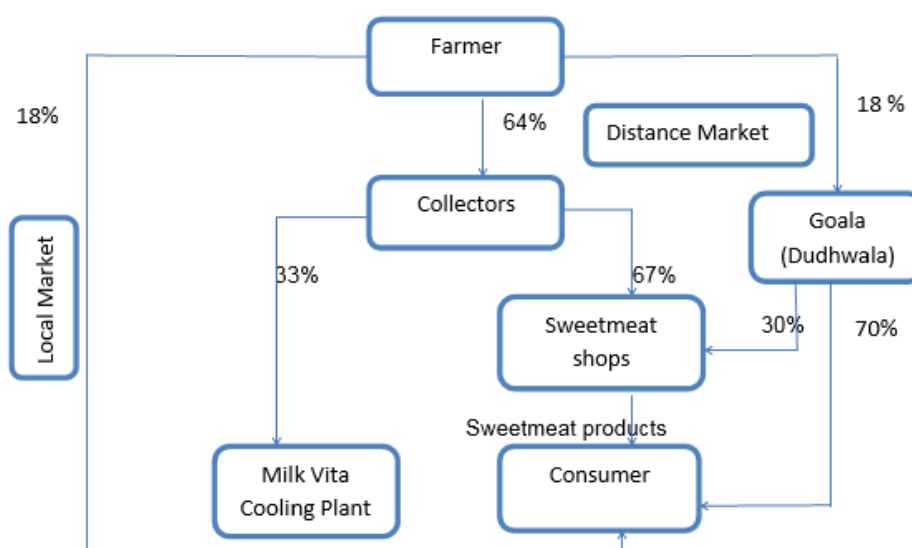 Farmer
18%
18 %
64%
Distance Market
Collectors
Goala
(Dudhwala)
Local Market
33%
67%
Sweetmeat
shops
30%
70%
Sweetmeat products
Milk Vita
Cooling Plant
Consumer